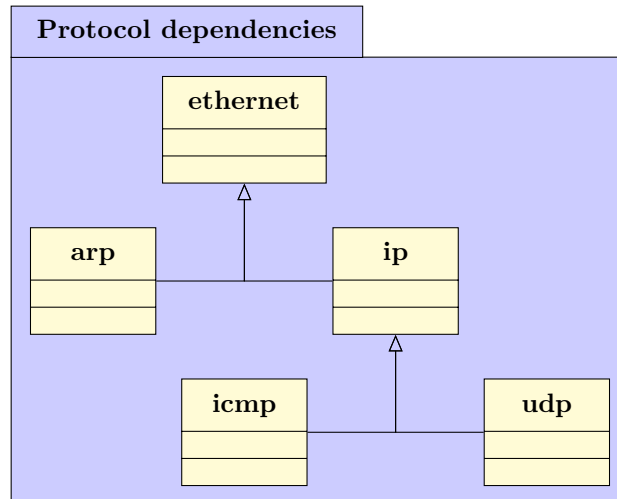 Protocol dependencies
ethernet
arp
ip
icmp
udp